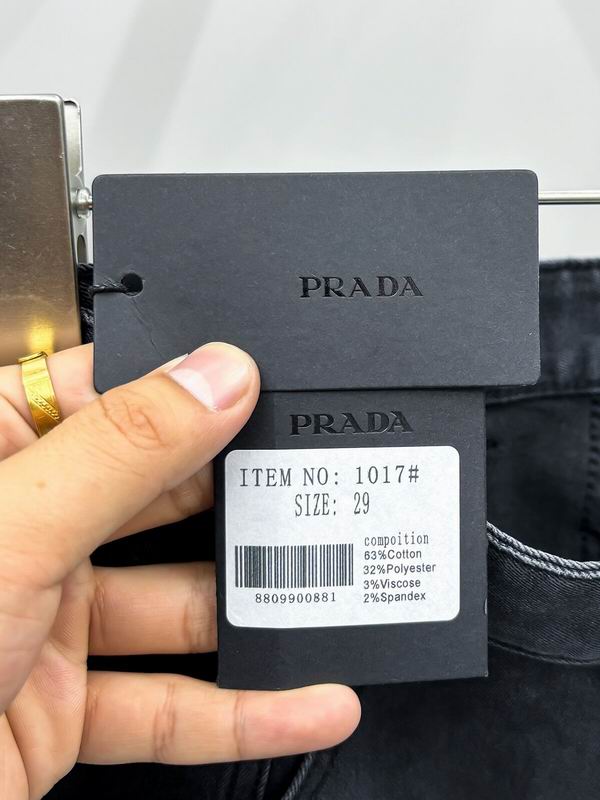 PRADA
PRADA
ITEM NO: 1017#
SIZE: 29
compoition
63%Cotton
32%Polyester
3%Viscose
2%Spandex
8809900881